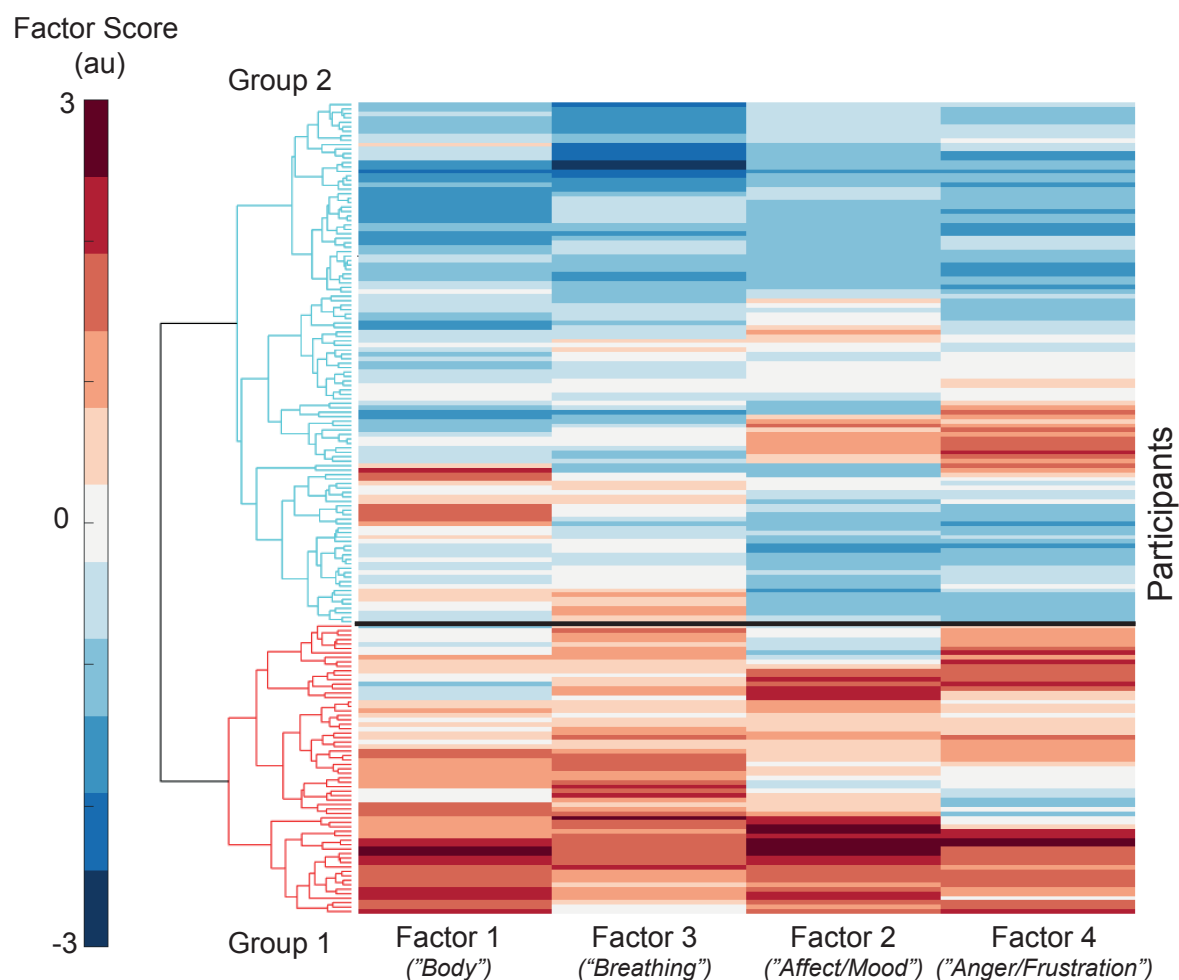 Factor Score
(au)
3
0
-3
Group 2
Group 1
Participants
Factor 1
("Body")
Factor 3
(“Breathing")
Factor 2
("Affect/Mood")
Factor 4
("Anger/Frustration")